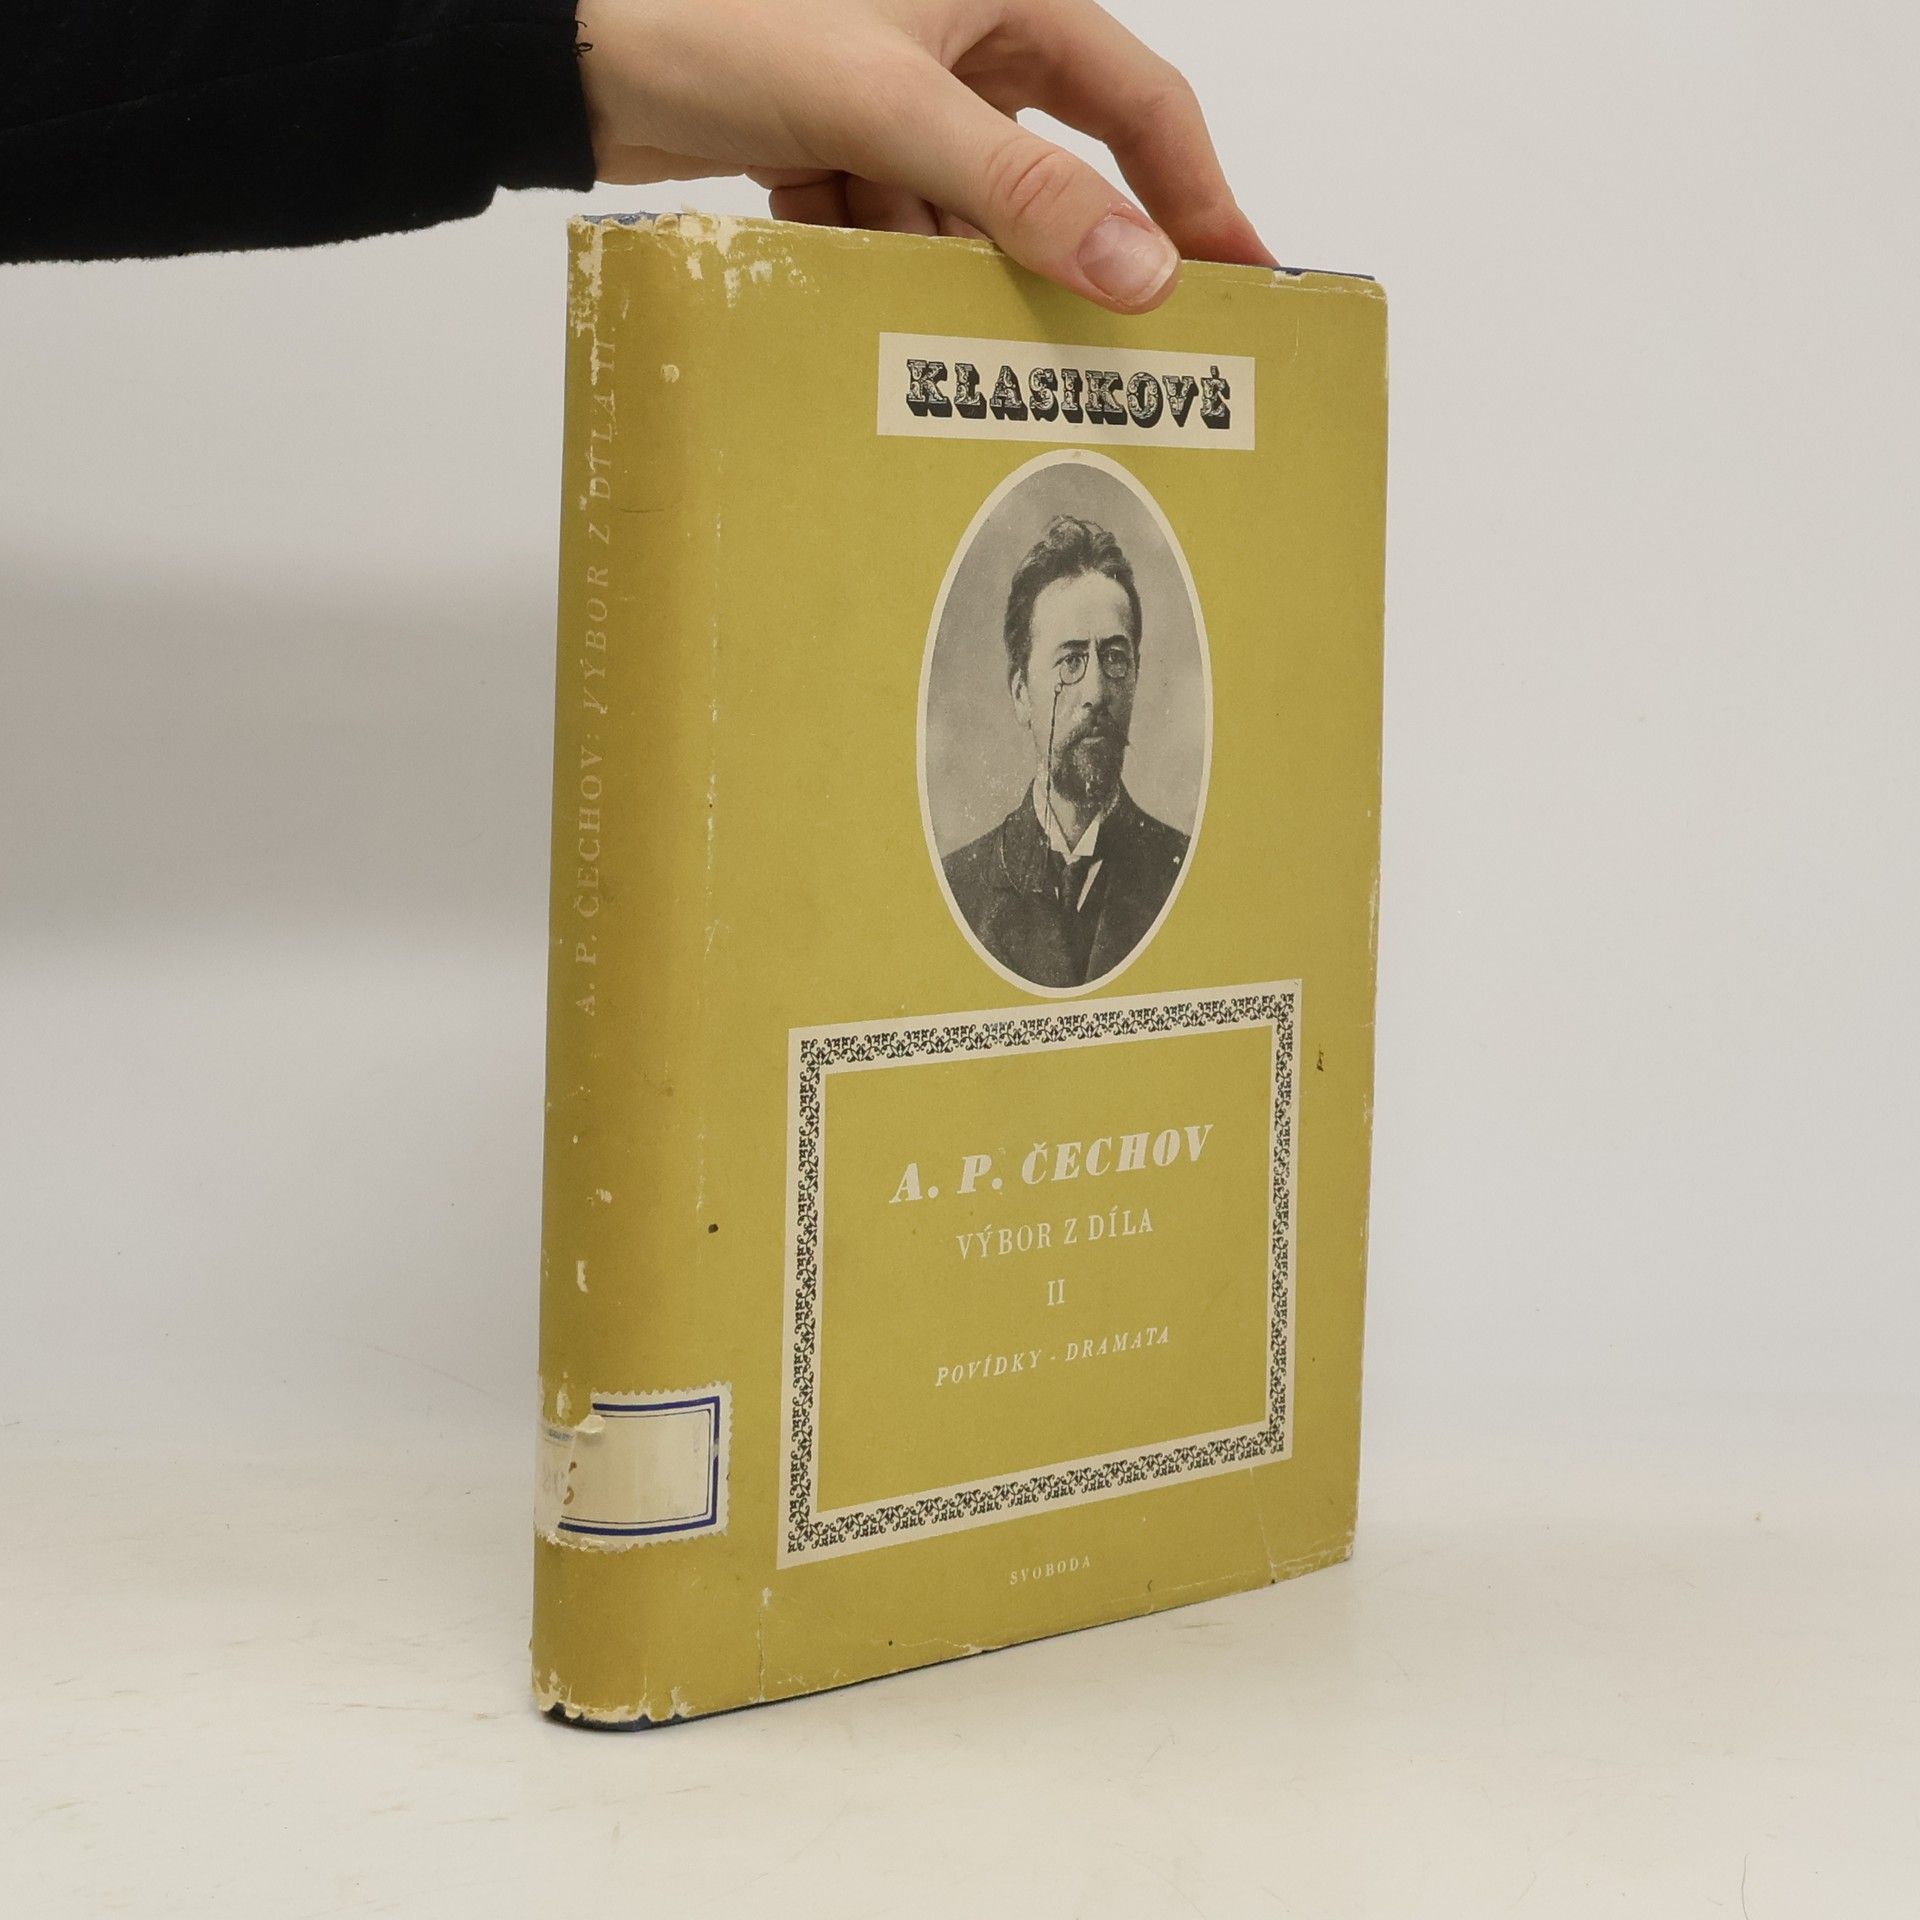 KLASIKOVÉ
A. P. ČECHOV
VÝBOR Z DÍLA
II
POVÍDKY - DRAMATA
SVOBODA
A. P. ČECHOV: VÝBOR Z DÍLA II.